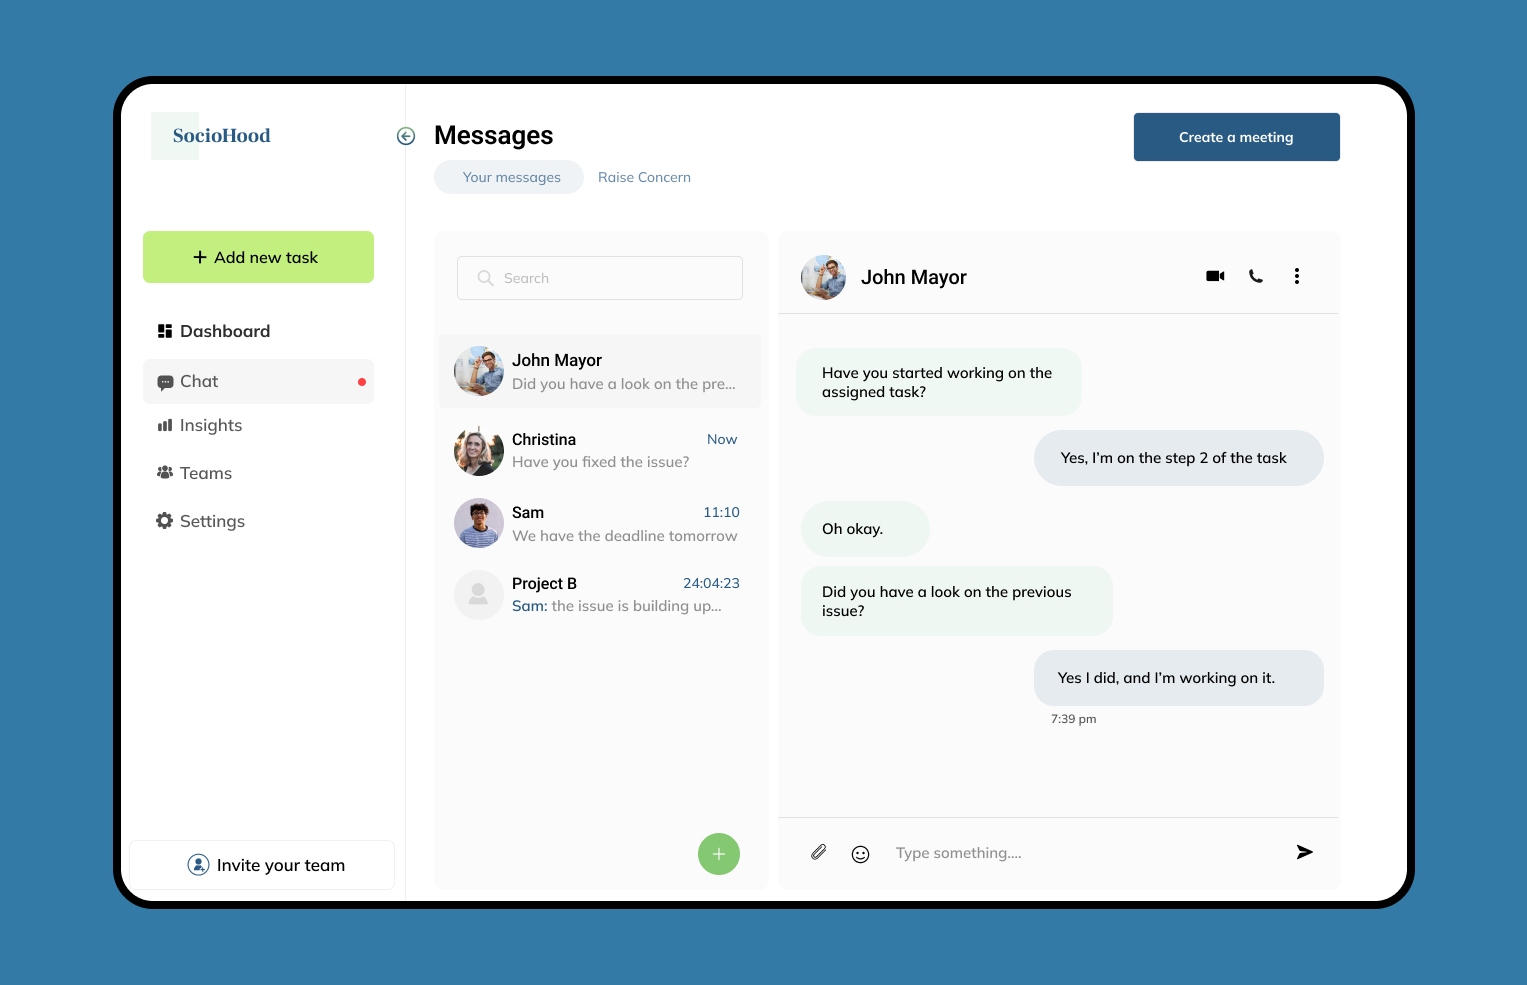 SocioHood
Add new task
Dashboard
Chat
Insights
Teams
Settings
Invite your team
Messages
Your messages
Raise Concern
Create a meeting
Search
John Mayor
Did you have a look on the pre...
Christina
Now
Have you fixed the issue?
Sam
11:10
We have the deadline tomorrow
Project B
24:04:23
Sam: the issue is building up...
+
John Mayor
Have you started working on the
assigned task?
Yes, I’m on the step 2 of the task
Oh okay.
Did you have a look on the previous
issue?
Yes I did, and I’m working on it.
7:39 pm
Type something....